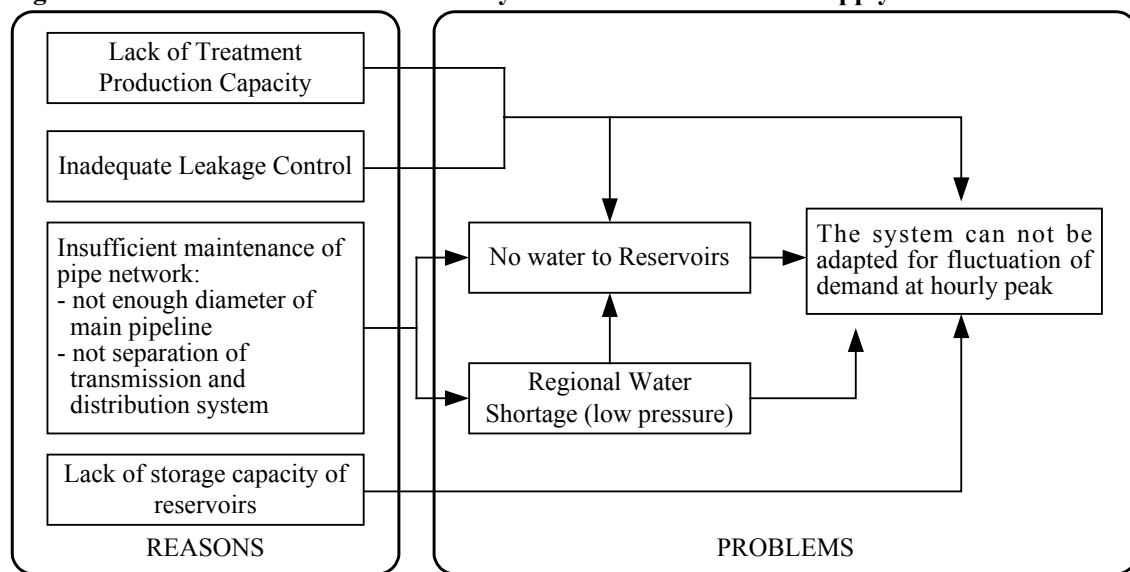 Lack of Treatment
Production Capacity
Inadequate Leakage Control
Insufficient maintenance of
pipe network:
- not enough diameter of
main pipeline
- not separation of
transmission and
distribution system
Lack of storage capacity of
reservoirs
REASONS
No water to Reservoirs
Regional Water
Shortage (low pressure)
The system can not be
adapted for fluctuation of
demand at hourly peak
PROBLEMS